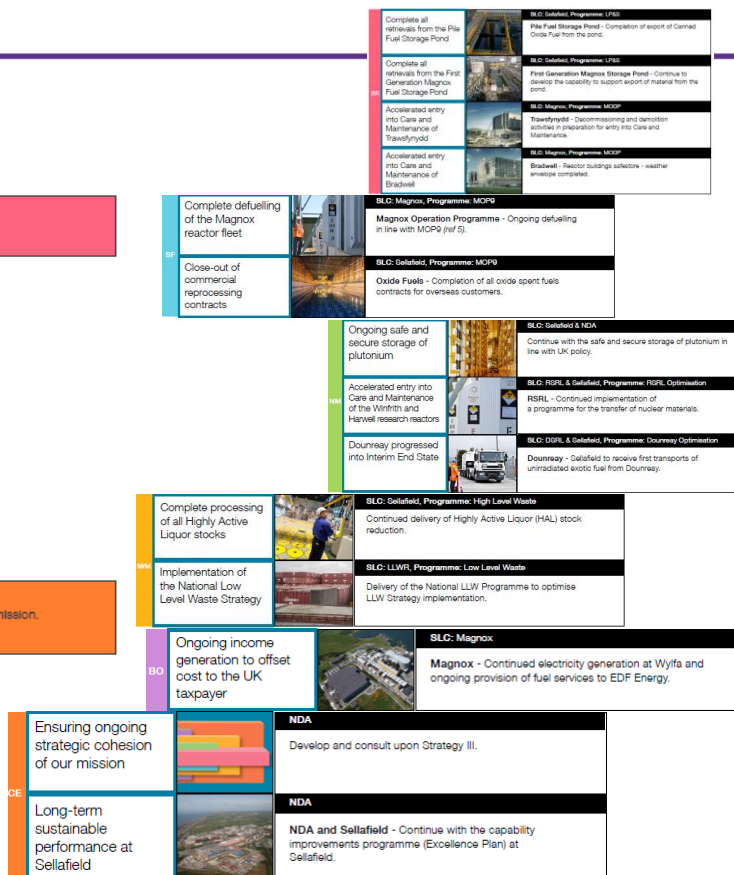 Complete all
retrievals from the Pile
Fuel Storage Pond
SLC: Sellafield, Programme: LP&S
Pile Fuel Storage Pond - Completion of export of Canned
Oxide Fuel from the pond.
SR
Complete all
retrievals from the First
Generation Magnox
Fuel Storage Pond
SLC: Sellafield, Programme: LP&S
First Generation Magnox Storage Pond - Continue to
develop the capability to support export of material from the
pond.
Accelerated entry
into Care and
Maintenance of
Trawsfynydd
SLC: Magnox, Programme: MODP
Trawsfynydd - Decommissioning and demolition
activities in preparation for entry into Care and
Maintenance.
Accelerated entry
into Care and
Maintenance of
Bradwell
SLC: Magnox, Programme: MODP
Bradwell - Reactor buildings safestore - weather
envelope completed.
SF
Complete defuelling
of the Magnox
reactor fleet
SLC: Magnox, Programme: MOP9
Magnox Operation Programme - Ongoing defuelling
in line with MOP9 (ref 5).
Close-out of
commercial
reprocessing
contracts
SLC: Sellafield, Programme: MOP9
Oxide Fuels - Completion of all oxide spent fuels
contracts for overseas customers.
NM
Ongoing safe and
secure storage of
plutonium
SLC: Sellafield & NDA
Continue with the safe and secure storage of plutonium in
line with UK policy.
Accelerated entry into
Care and Maintenance
of the Winfrith and
Harwell research reactors
SLC: RSRL & Sellafield, Programme: RSRL Optimisation
RSRL - Continued implementation of
a programme for the transfer of nuclear materials.
Dounreay progressed
into Interim End State
SLC: DSRL & Sellafield, Programme: Dounreay Optimisation
Dounreay - Sellafield to receive first transports of
unirradiated exotic fuel from Dounreay.
WM
Complete processing
of all Highly Active
Liquor stocks
SLC: Sellafield, Programme: High Level Waste
Continued delivery of Highly Active Liquor (HAL) stock
reduction.
Implementation of
the National Low
Level Waste Strategy
SLC: LLWR, Programme: Low Level Waste
Delivery of the National LLW Programme to optimise
LLW Strategy implementation.
mission.
BO
Ongoing income
generation to offset
cost to the UK
taxpayer
SLC: Magnox
Magnox - Continued electricity generation at Wylfa and
ongoing provision of fuel services to EDF Energy.
CE
Ensuring ongoing
strategic cohesion
of our mission
NDA
Develop and consult upon Strategy III.
Long-term
sustainable
performance at
Sellafield
NDA
NDA and Sellafield - Continue with the capability
improvements programme (Excellence Plan) at
Sellafield.